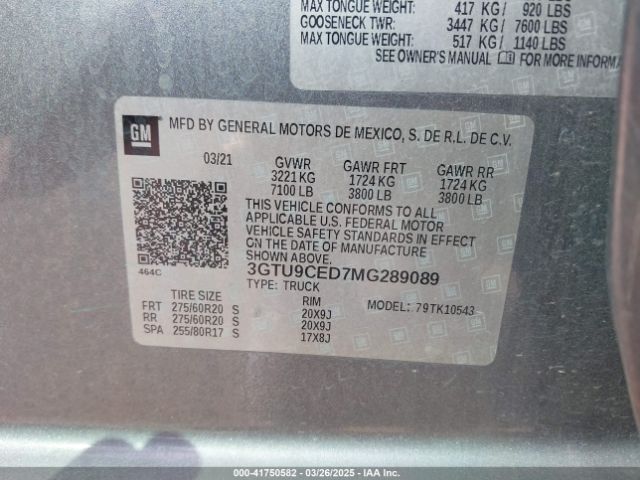 MAX TONGUE WEIGHT: 417 KG / 920 LBS
GOOSENECK TWR: 3447 KG / 7600 LBS
MAX TONGUE WEIGHT: 517 KG / 1140 LBS
SEE OWNER'S MANUAL FOR MORE INFORMA
GM
MFD BY GENERAL MOTORS DE MEXICO, S. DE R.L. DE C.V.
03/21 GVWR GAWR FRT GAWR RR
3221 KG 1724 KG 1724 KG
7100 LB 3800 LB 3800 LB
THIS VEHICLE CONFORMS TO ALL
APPLICABLE U.S. FEDERAL MOTOR
VEHICLE SAFETY STANDARDS IN EFFECT
ON THE DATE OF MANUFACTURE
SHOWN ABOVE.
464C
3GTU9CED7MG289089
TYPE: TRUCK
TIRE SIZE RIM MODEL: 79TK10543
FRT 275/60R20 S 20X9J
RR 275/60R20 S 20X9J
SPA 255/80R17 S 17X8J
000-41750582 — 03/26/2025 — IAA Inc.